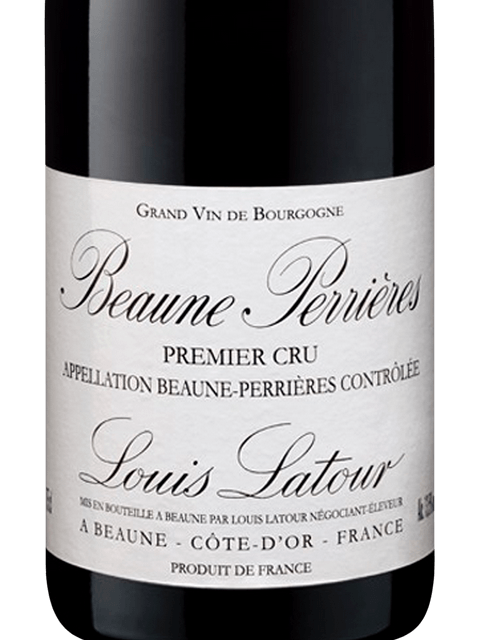 GRAND VIN DE BOURGOGNE
Beaune Perrières
PREMIER CRU
APPELLATION BEAUNE-PERRIÈRES CONTRÔLÉE
Louis Latour
MIS EN BOUTEILLE A BEAUNE PAR LOUIS LATOUR NÉGOCIANT-ÉLEVEUR
A BEAUNE - CÔTE-D'OR - FRANCE
PRODUIT DE FRANCE